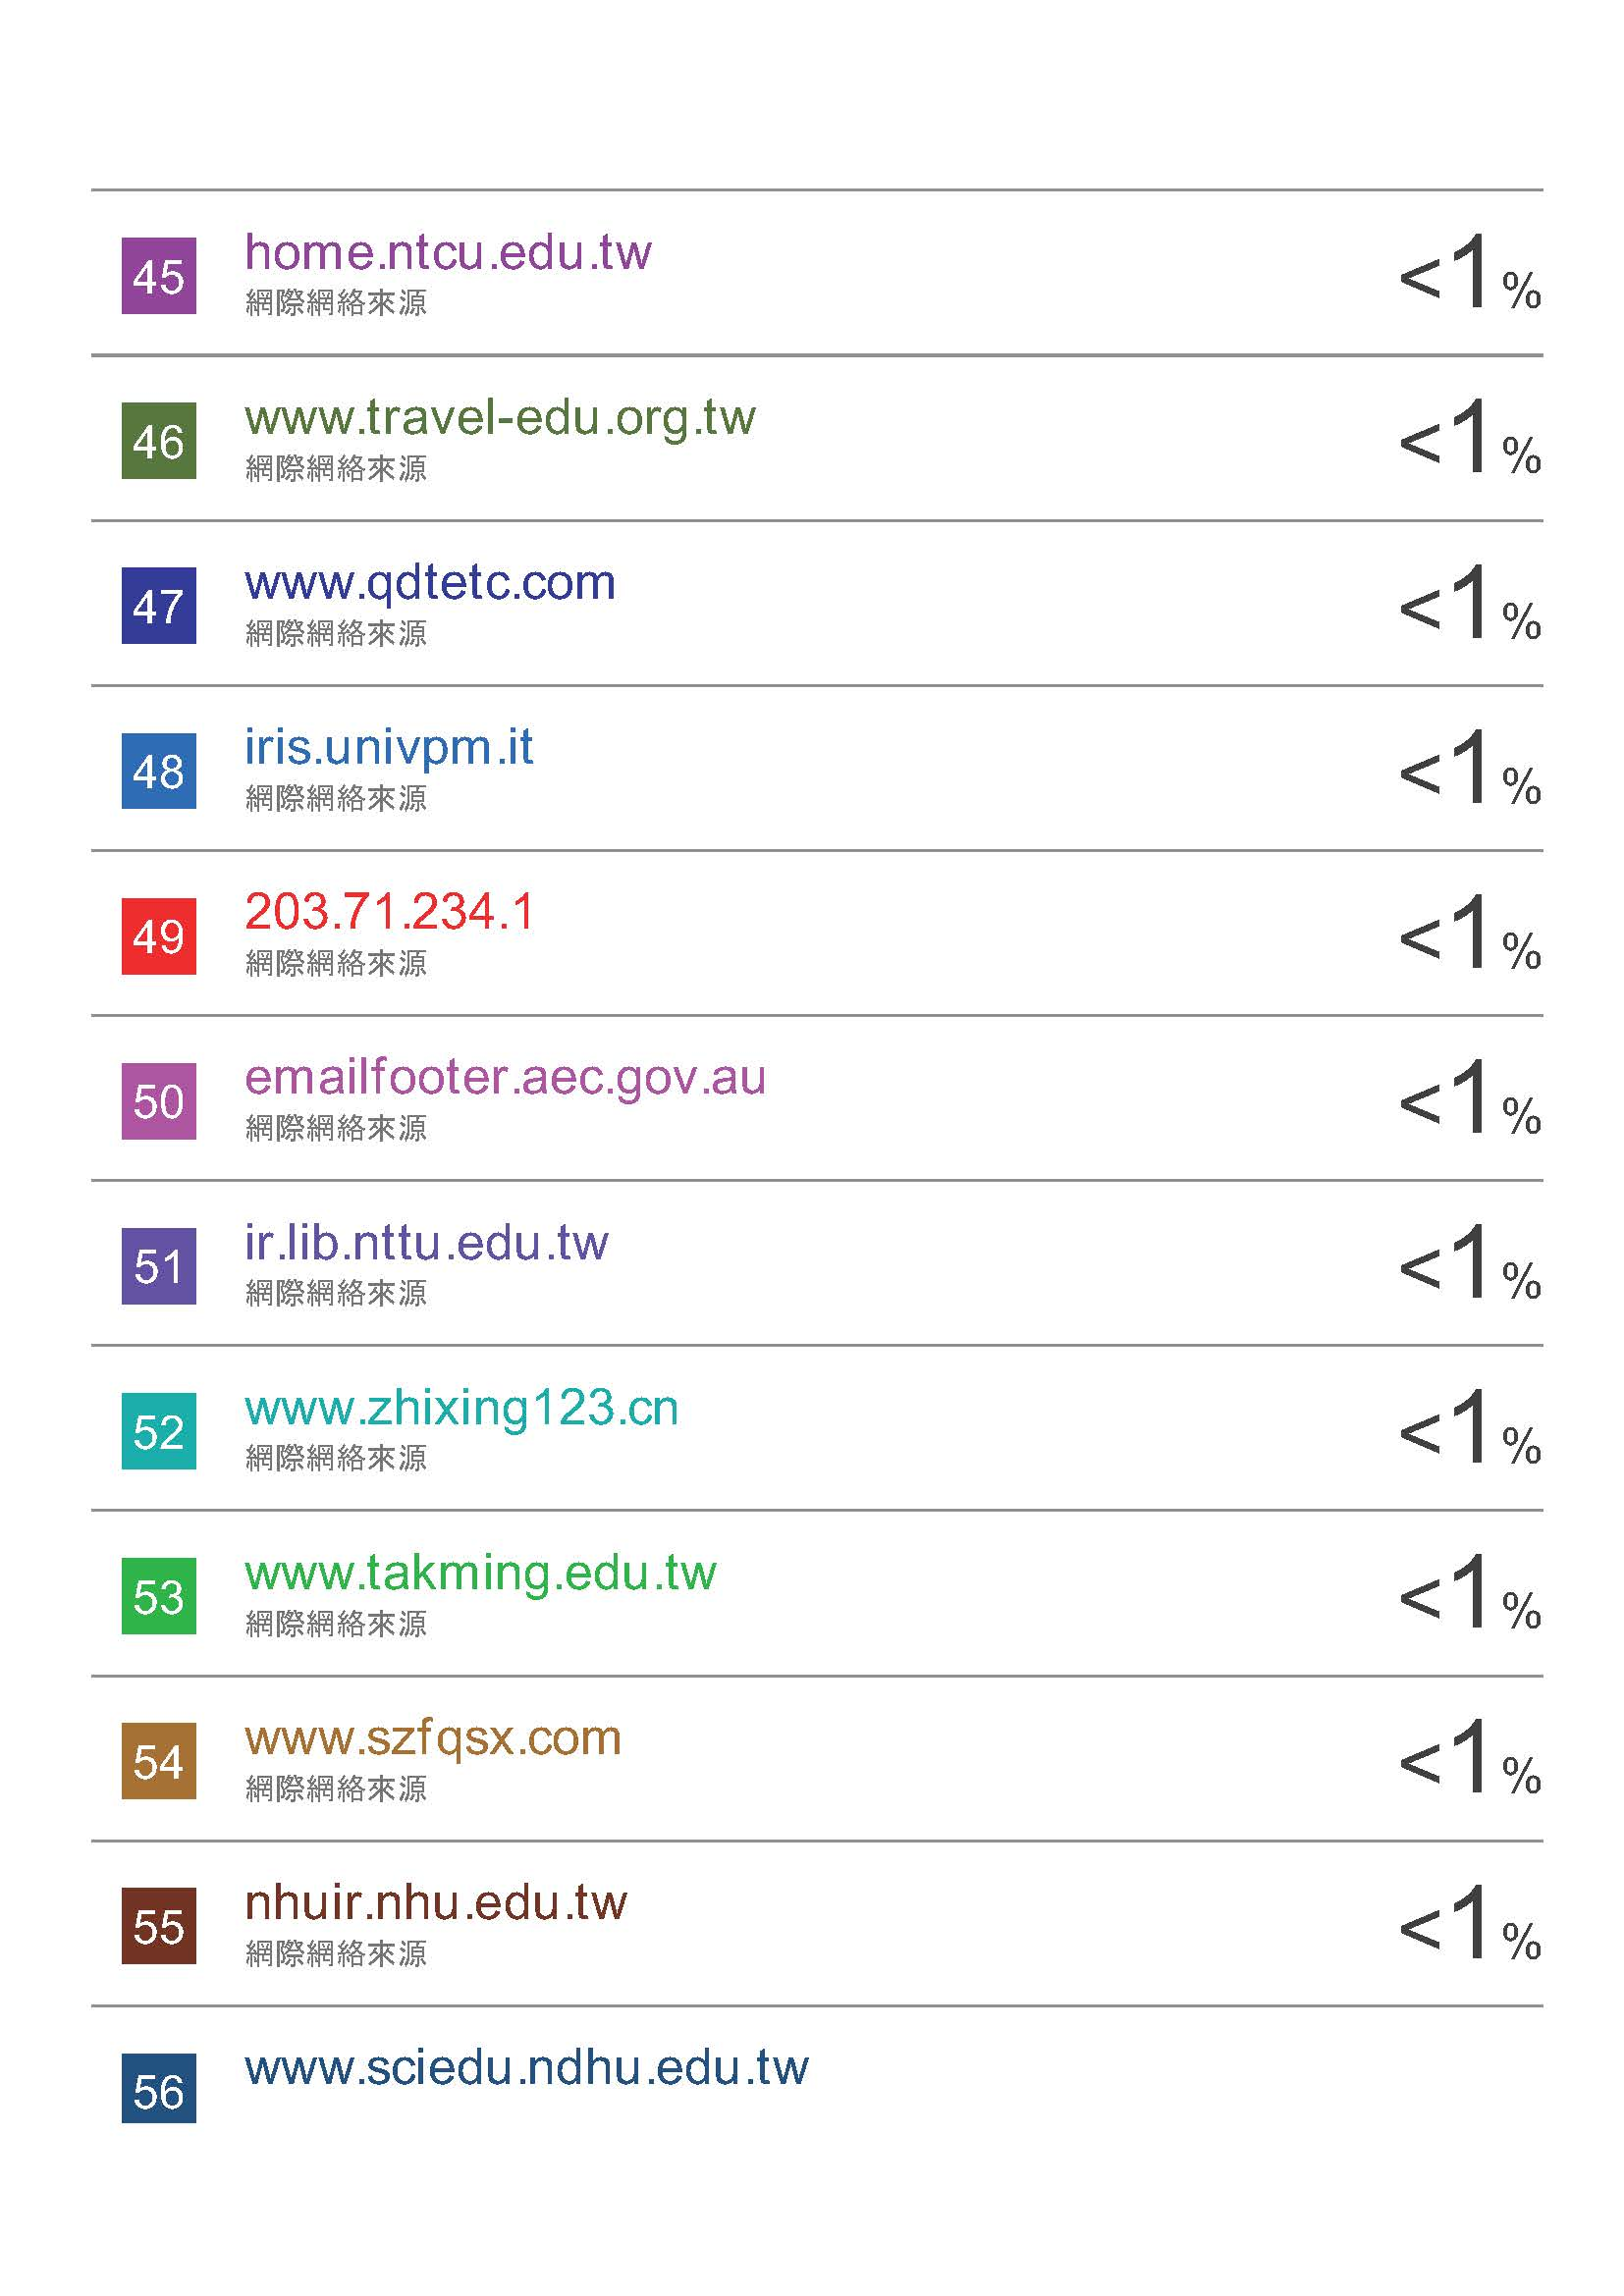 45 home.ntcu.edu.tw <1%
網際網絡來源
46 www.travel-edu.org.tw <1%
網際網絡來源
47 www.qdtetc.com <1%
網際網絡來源
48 iris.univpm.it <1%
網際網絡來源
49 203.71.234.1 <1%
網際網絡來源
50 emailfooter.aec.gov.au <1%
網際網絡來源
51 ir.lib.nttu.edu.tw <1%
網際網絡來源
52 www.zhixing123.cn <1%
網際網絡來源
53 www.takming.edu.tw <1%
網際網絡來源
54 www.szfqsx.com <1%
網際網絡來源
55 nhuir.nhu.edu.tw <1%
網際網絡來源
56 www.sciedu.ndhu.edu.tw